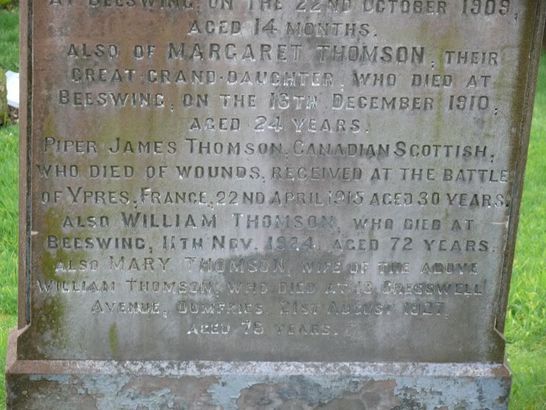 AT BEESWING, ON THE 22ND OCTOBER 1909,
AGED 14 MONTHS.
ALSO OF MARGARET THOMSON, THEIR
GREAT-GRAND-DAUGHTER, WHO DIED AT
BEESWING, ON THE 16TH DECEMBER 1910,
AGED 24 YEARS.
PIPER JAMES THOMSON, CANADIAN SCOTTISH,
WHO DIED OF WOUNDS, RECEIVED AT THE BATTLE
OF YPRES, FRANCE, 22ND APRIL 1915 AGED 30 YEARS.
ALSO WILLIAM THOMSON, WHO DIED AT
BEESWING, 11TH NOV. 1924, AGED 72 YEARS.
ALSO MARY THOMSON, WIFE OF THE ABOVE
WILLIAM THOMSON, WHO DIED AT CRESSWELL
AVENUE, DUMFRIES, 21ST AUGUST 1927,
AGED 75 YEARS.